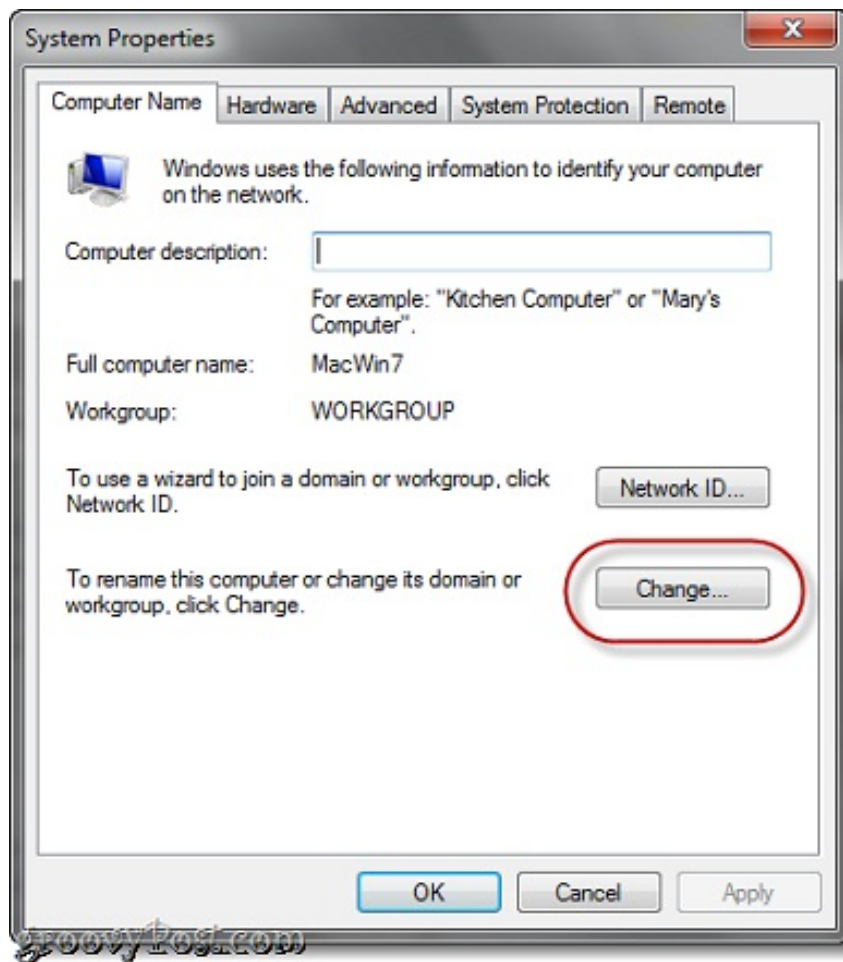 System Properties
Computer Name Hardware Advanced System Protection Remote
Windows uses the following information to identify your computer
on the network.
Computer description:
For example: "Kitchen Computer" or "Mary's
Computer".
Full computer name: MacWin7
Workgroup: WORKGROUP
To use a wizard to join a domain or workgroup, click
Network ID.
Network ID...
To rename this computer or change its domain or
workgroup, click Change.
Change...
OK Cancel Apply
groovyPost.com